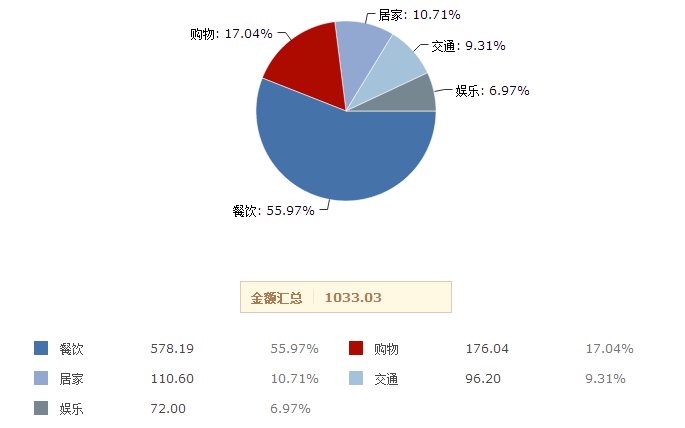 居家: 10.71%
购物: 17.04%
交通: 9.31%
娱乐: 6.97%
餐饮: 55.97%
金额汇总 1033.03
餐饮 578.19 55.97% 购物 176.04 17.04%
居家 110.60 10.71% 交通 96.20 9.31%
娱乐 72.00 6.97%